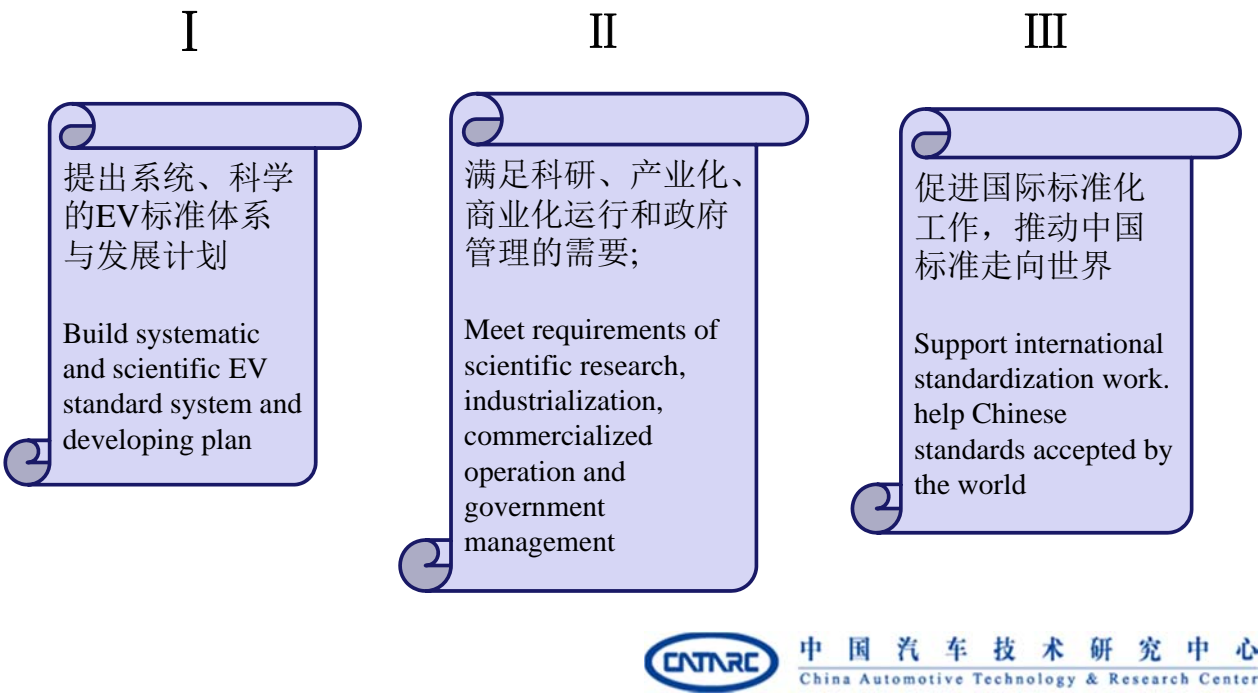 Ⅰ
Ⅱ
Ⅲ
提出系统、科学
的EV标准体系
与发展计划
Build systematic
and scientific EV
standard system and
developing plan
满足科研、产业化、
商业化运行和政府
管理的需要;
Meet requirements of
scientific research,
industrialization,
commercialized
operation and
government
management
促进国际标准化
工作，推动中国
标准走向世界
Support international
standardization work.
help Chinese
standards accepted by
the world
CATARC
中国汽车技术研究中心
China Automotive Technology & Research Center